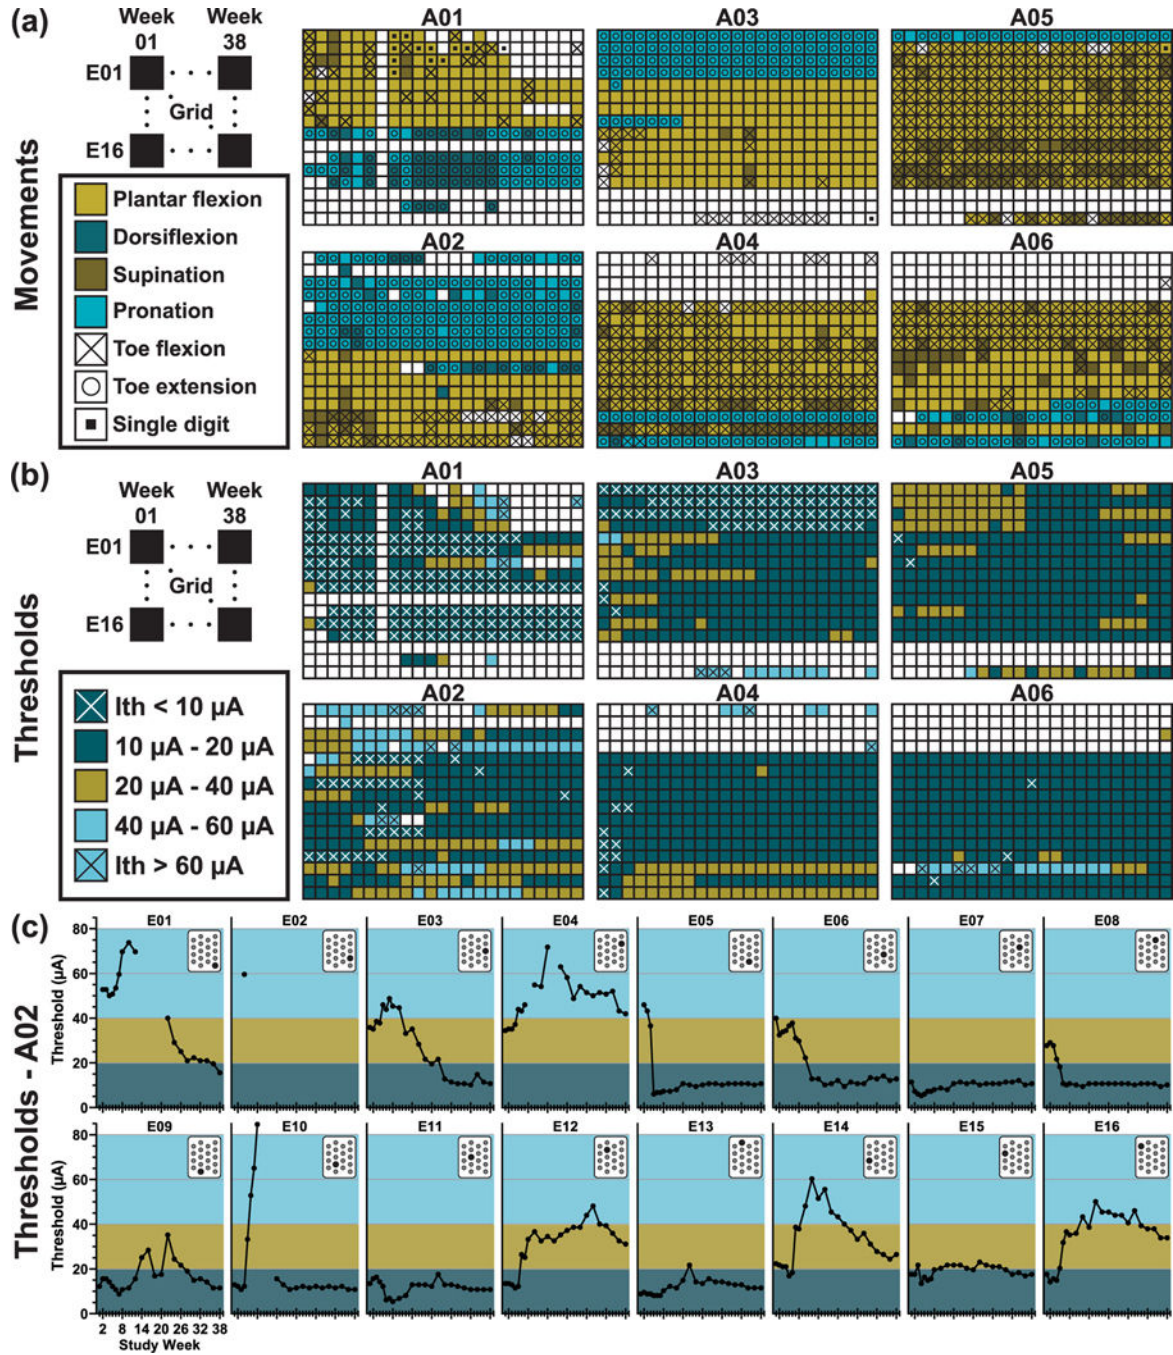 (a)
Week Week
01 38
E01
Grid
E16
Movements
Plantar flexion
Dorsiflexion
Supination
Pronation
Toe flexion
Toe extension
Single digit
A01 A03 A05
A02 A04 A06
(b)
Week Week
01 38
E01
Grid
E16
Thresholds
Ith < 10 µA
10 µA - 20 µA
20 µA - 40 µA
40 µA - 60 µA
Ith > 60 µA
A01 A03 A05
A02 A04 A06
(c)
Thresholds - A02
E01 E02 E03 E04 E05 E06 E07 E08
Threshold (µA)
80
60
40
20
0
E09 E10 E11 E12 E13 E14 E15 E16
Threshold (µA)
80
60
40
20
0
2 8 14 20 26 32 38
Study Week